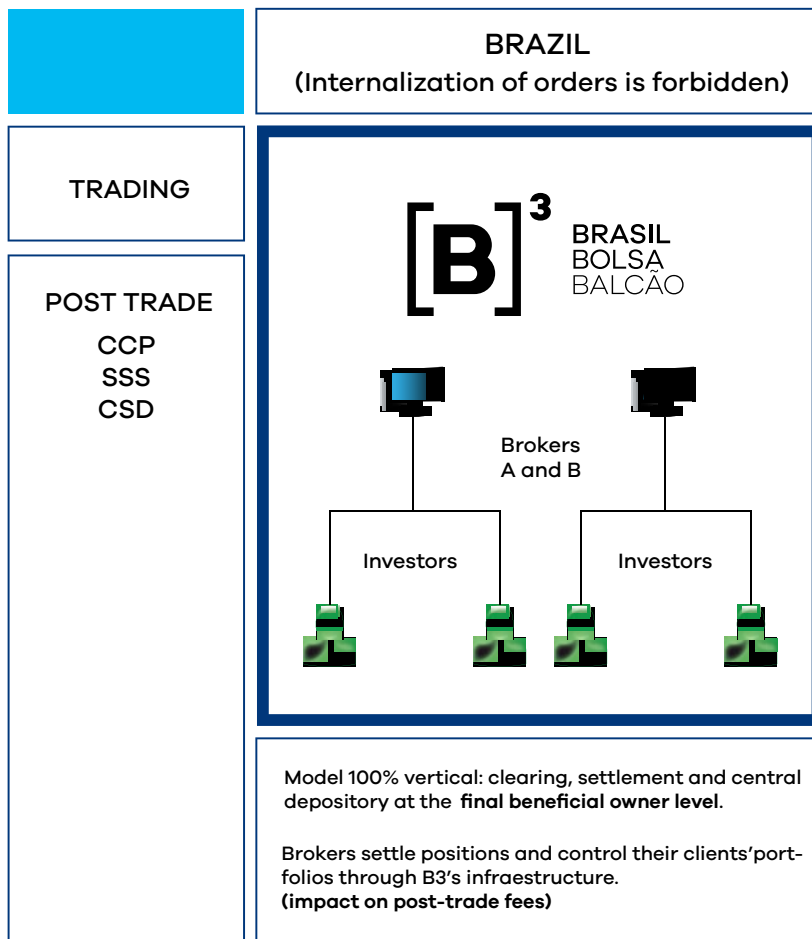 BRAZIL
(Internalization of orders is forbidden)
TRADING
[B]³
BRASIL
BOLSA
BALCÃO
POST TRADE
CCP
SSS
CSD
Brokers
A and B
Investors
Investors
Model 100% vertical: clearing, settlement and central
depository at the final beneficial owner level.
Brokers settle positions and control their clients'port-
folios through B3's infraestructure.
(impact on post-trade fees)